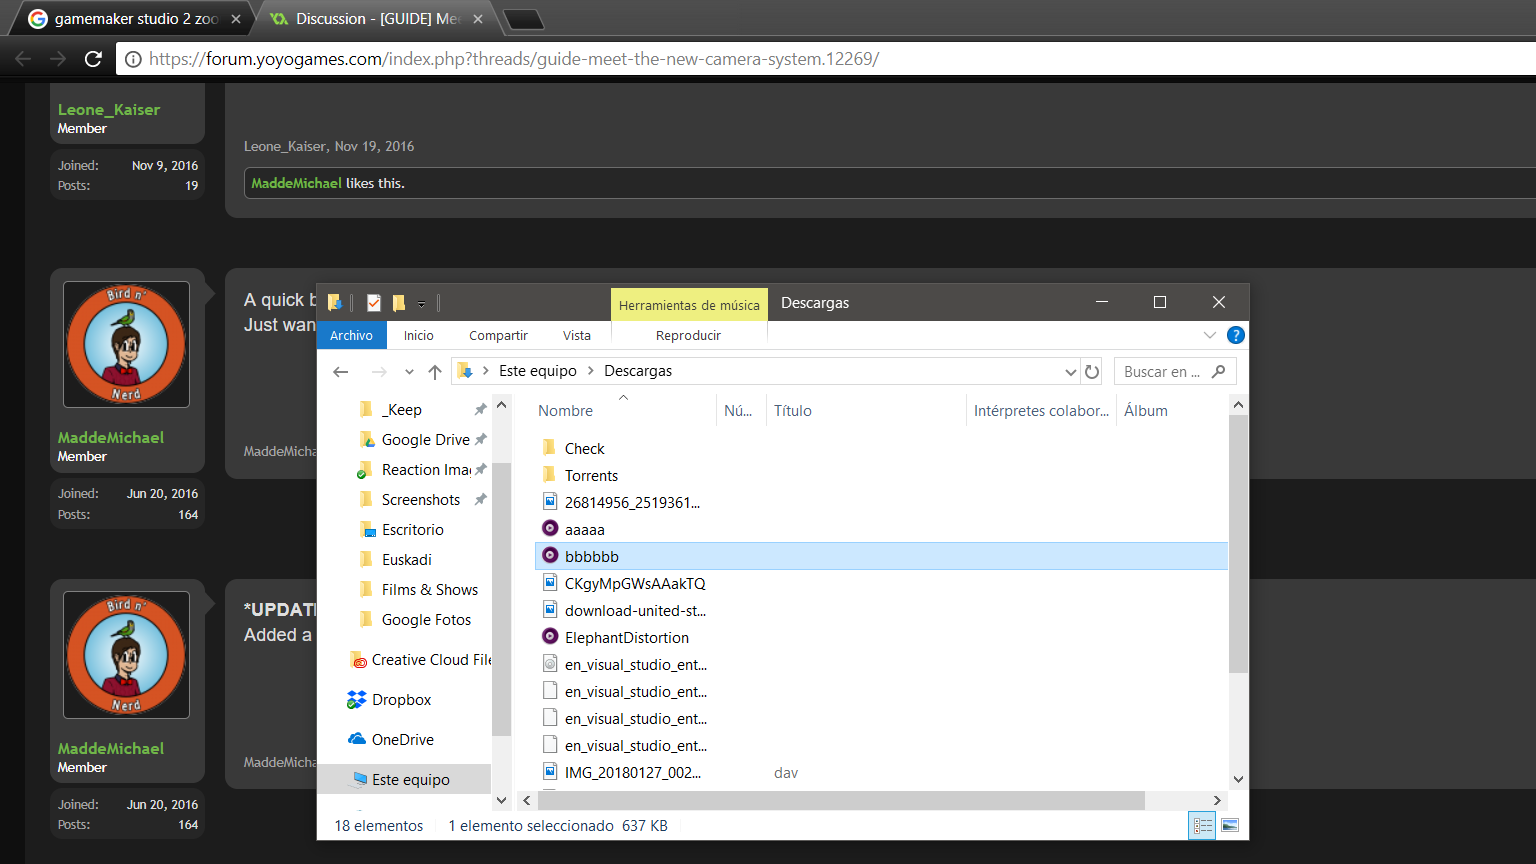 gamemaker studio 2 zoo
Discussion - [GUIDE] Mee
https://forum.yoyogames.com/index.php?threads/guide-meet-the-new-camera-system.12269/
Leone_Kaiser
Member
Joined: Nov 9, 2016
Posts: 19
Leone_Kaiser, Nov 19, 2016
MaddeMichael likes this.
Bird n'
Nerd
MaddeMichael
Member
Joined: Jun 20, 2016
Posts: 164
A quick b
Just wan
MaddeMicha
Bird n'
Nerd
MaddeMichael
Member
Joined: Jun 20, 2016
Posts: 164
*UPDAT
Added a
MaddeMicha
Herramientas de música
Descargas
Archivo Inicio Compartir Vista Reproducir
Este equipo Descargas
Buscar en ...
_Keep
Google Drive
Reaction Imag
Screenshots
Escritorio
Euskadi
Films & Shows
Google Fotos
Creative Cloud File
Dropbox
OneDrive
Este equipo
Nombre Nú... Título Intérpretes colabor... Álbum
Check
Torrents
26814956_2519361...
aaaaa
bbbbbb
CKgyMpGWsAAakTQ
download-united-st...
ElephantDistortion
en_visual_studio_ent...
en_visual_studio_ent...
en_visual_studio_ent...
en_visual_studio_ent...
IMG_20180127_002... dav
18 elementos 1 elemento seleccionado 637 KB